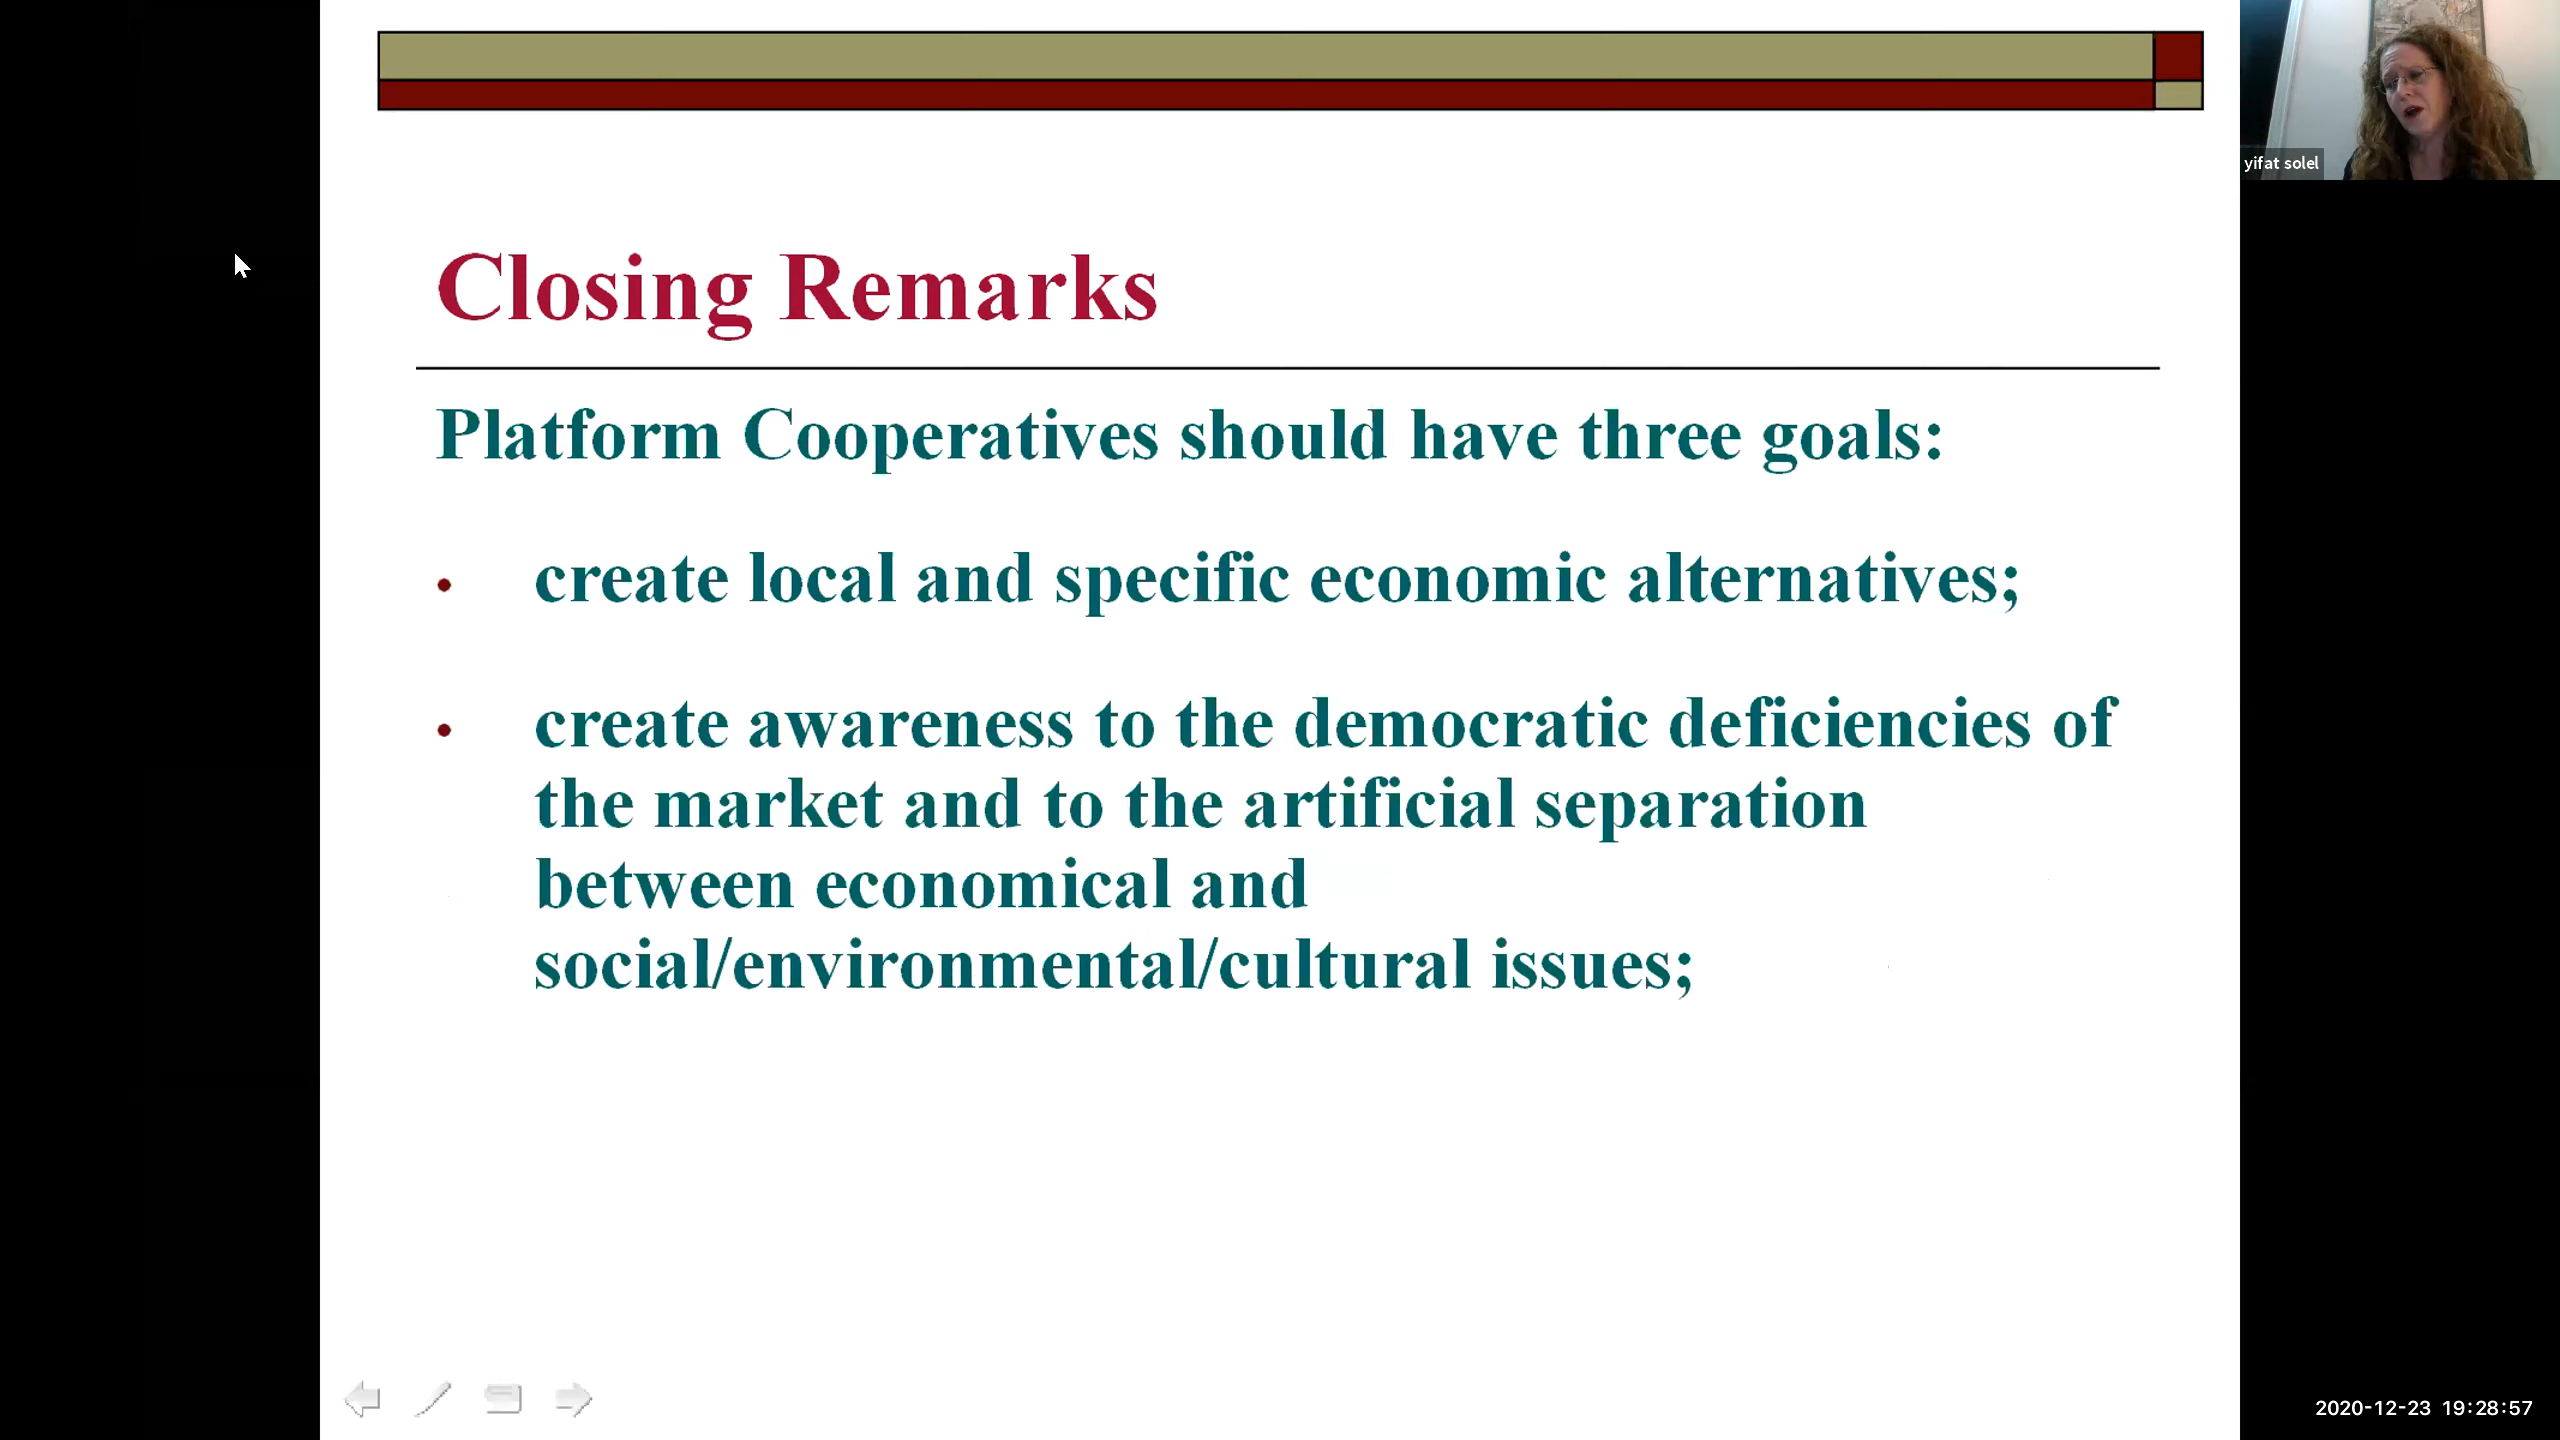 yifat solel
Closing Remarks
Platform Cooperatives should have three goals:
• create local and specific economic alternatives;
• create awareness to the democratic deficiencies of
the market and to the artificial separation
between economical and
social/environmental/cultural issues;
2020-12-23 19:28:57